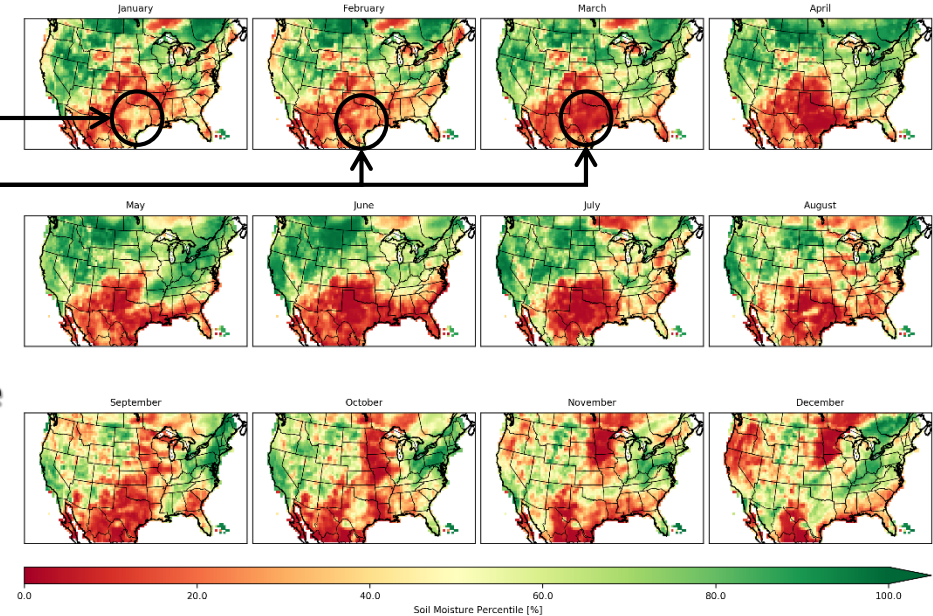 January
February
March
April
May
June
July
August
September
October
November
December
0.0
20.0
40.0
60.0
80.0
100.0
Soil Moisture Percentile [%]